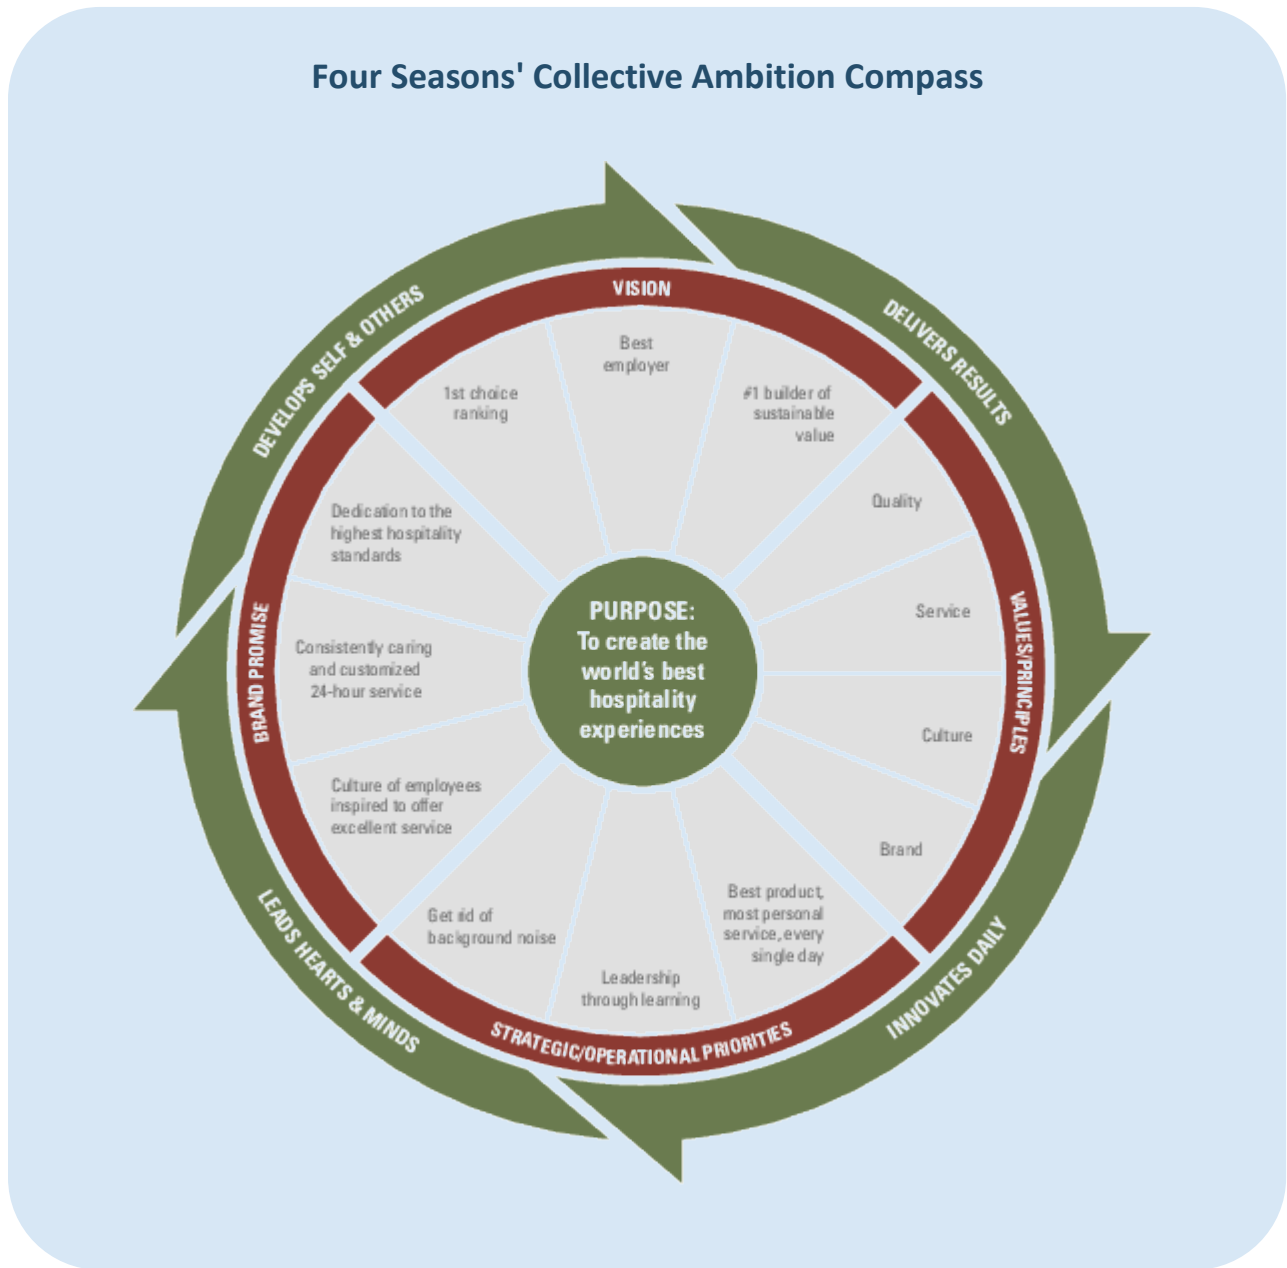 Four Seasons' Collective Ambition Compass
DEVELOPS SELF & OTHERS
DELIVERS RESULTS
INNOVATES DAILY
LEADS HEARTS & MINDS
VISION
1st choice
ranking
Best
employer
#1 builder of
sustainable
value
VALUES/PRINCIPLES
Quality
Service
Culture
Brand
STRATEGIC/OPERATIONAL PRIORITIES
Best product,
most personal
service, every
single day
Leadership
through learning
Get rid of
background noise
BRAND PROMISE
Culture of employees
inspired to offer
excellent service
Consistently caring
and customized
24-hour service
Dedication to the
highest hospitality
standards
PURPOSE:
To create the
world's best
hospitality
experiences